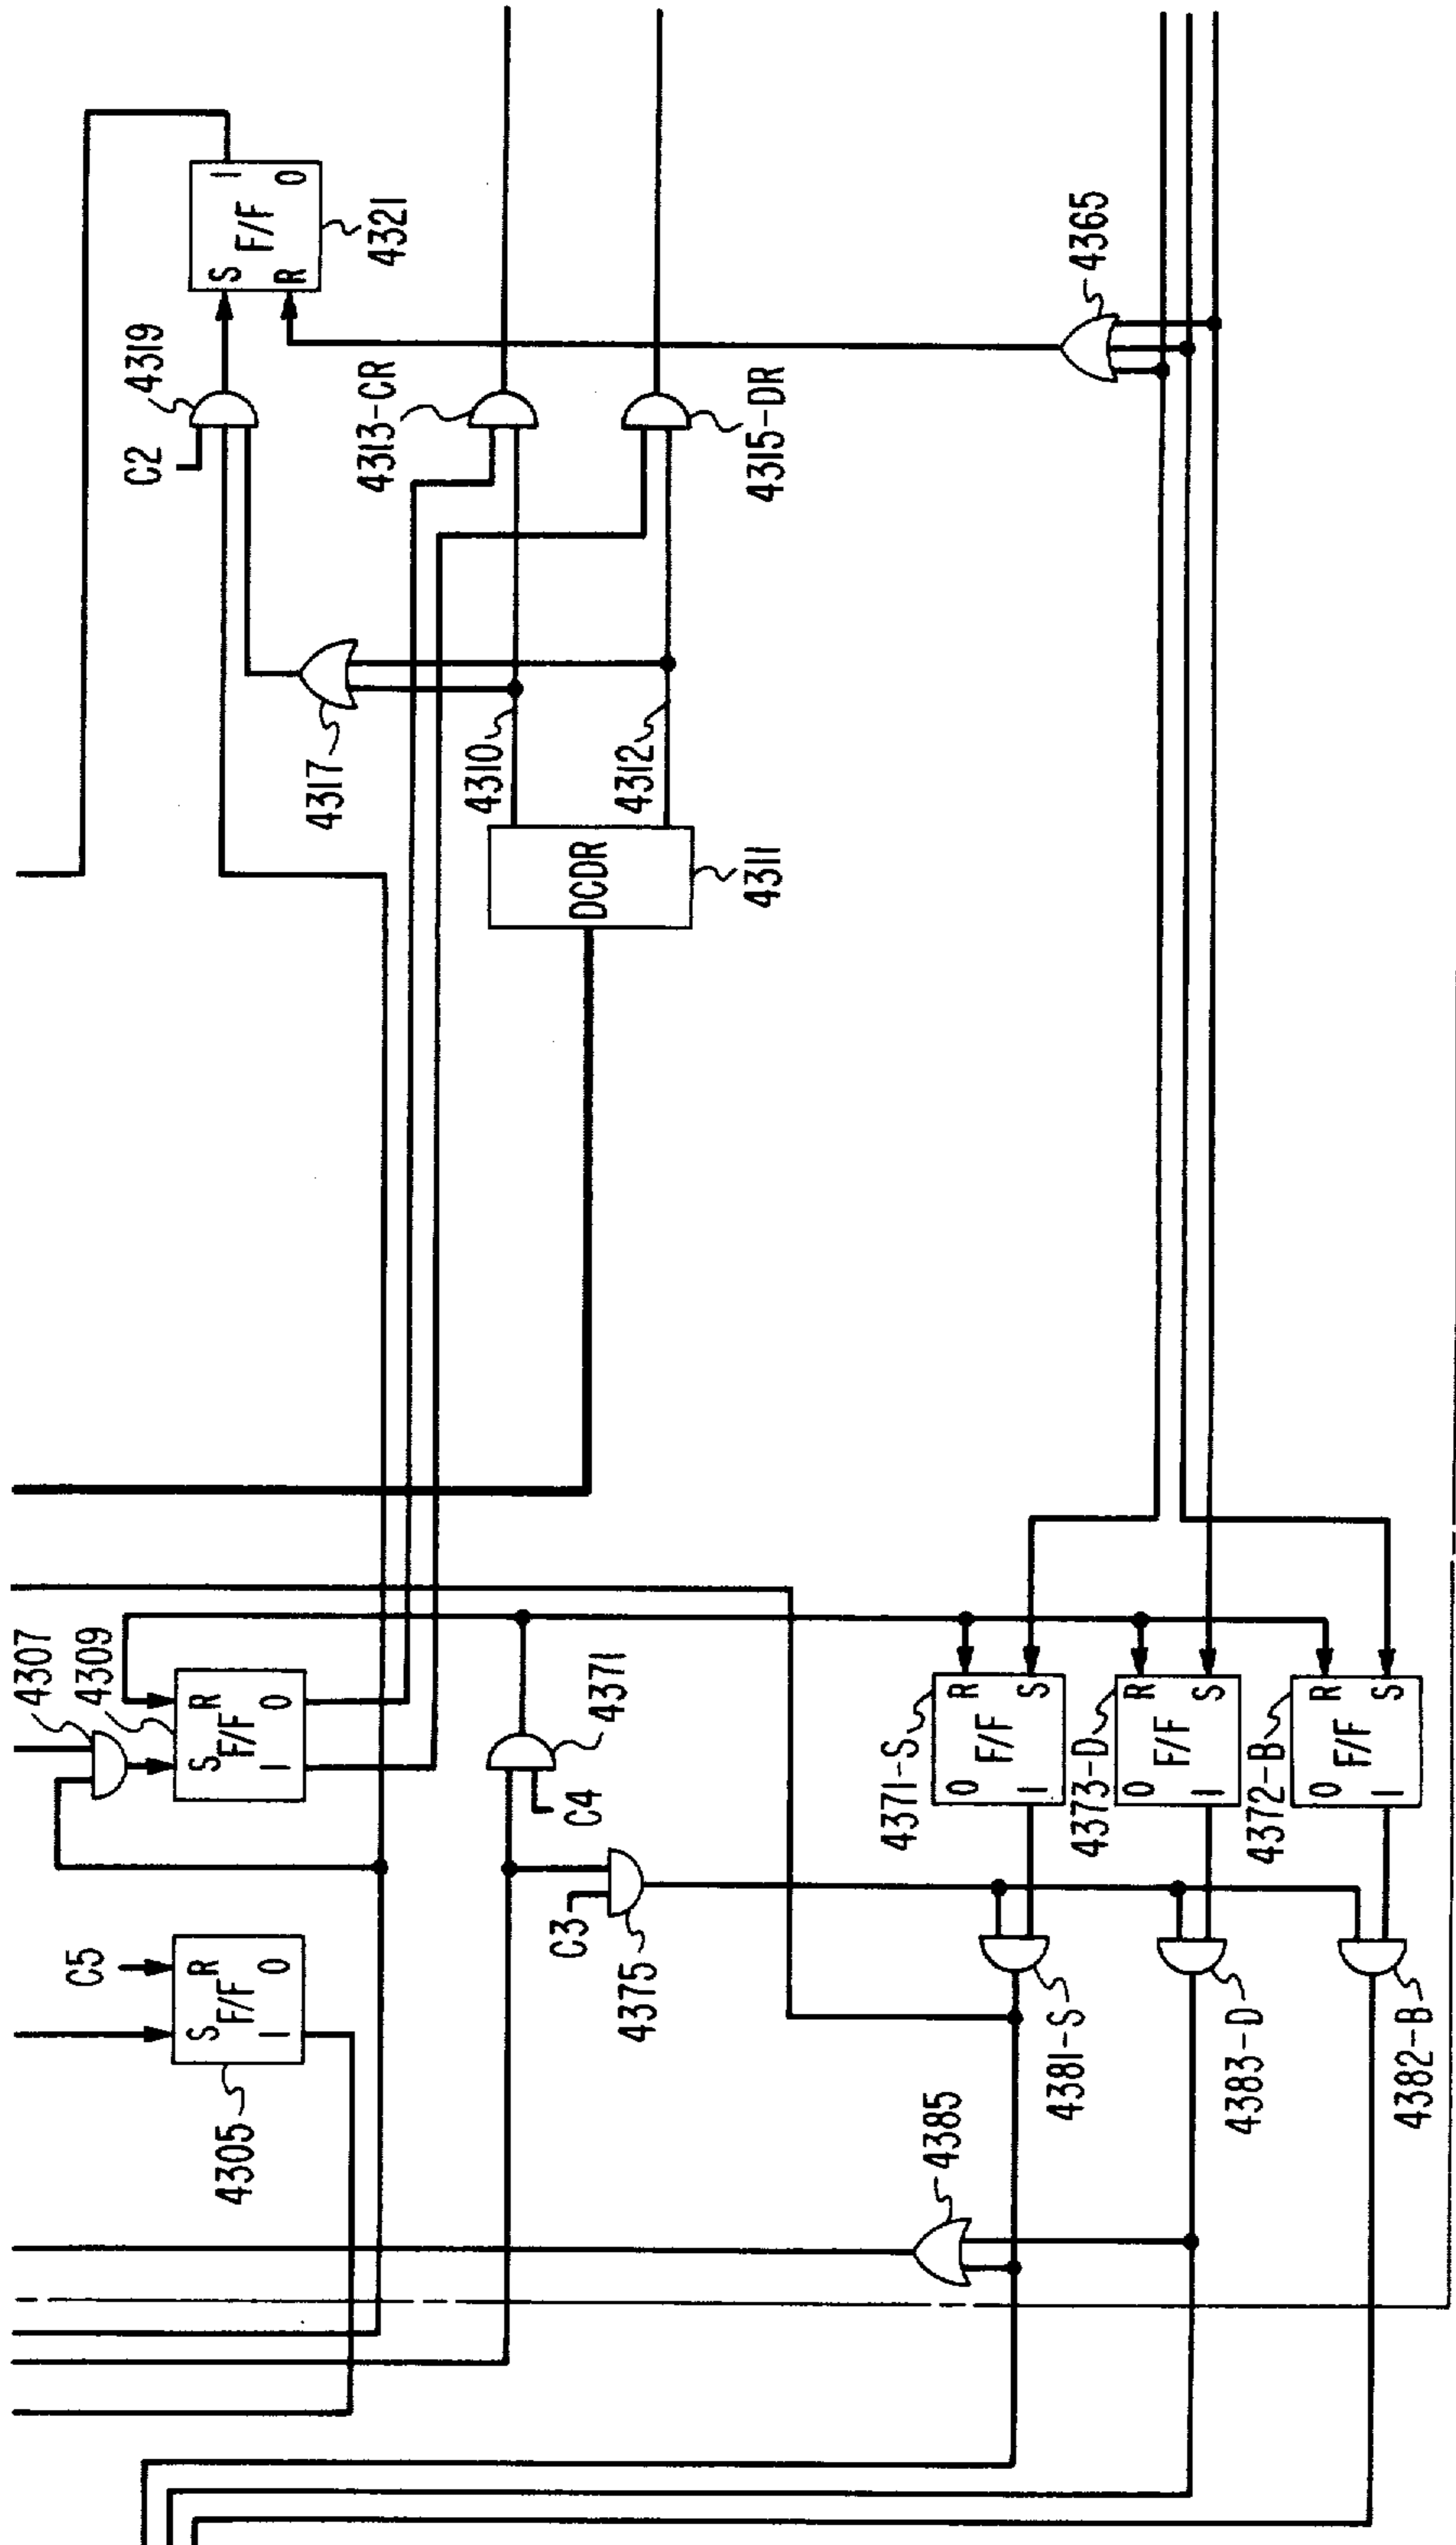 4307
4309
S
R
F/F
1
0
C5
S
R
F/F
1
0
4305
C2
4319
S
1
F/F
R
0
4321
4317
4313-CR
4310
4312
4315-DR
DCDR
4311
C4
4371
C3
4375
4365
4371-S
0
R
F/F
1
S
4373-D
0
R
F/F
1
S
4372-B
0
R
F/F
1
S
4385
4381-S
4383-D
4382-B